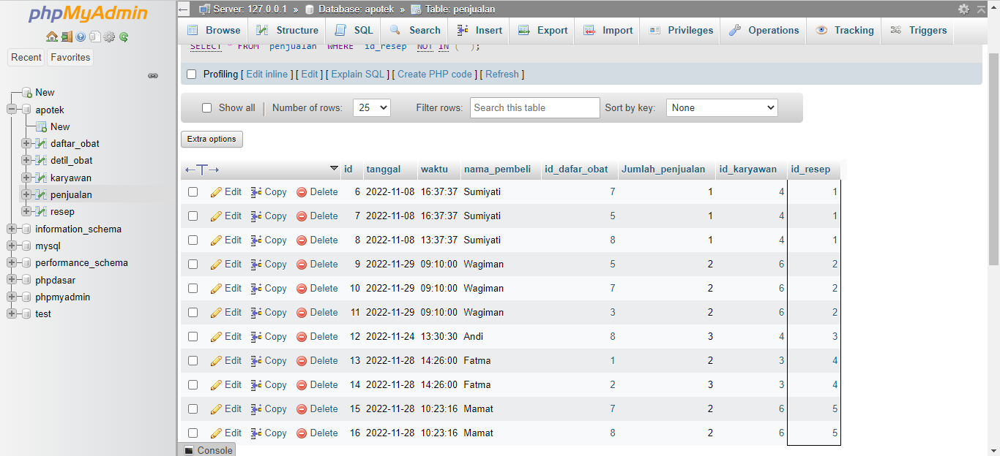 phpMyAdmin
Recent Favorites
New
apotek
New
daftar_obat
detil_obat
karyawan
penjualan
resep
information_schema
mysql
performance_schema
phpdasar
phpmyadmin
test
Server: 127.0.0.1 » Database: apotek » Table: penjualan
Browse Structure SQL Search Insert Export Import Privileges Operations Tracking Triggers
SELECT * FROM `penjualan` WHERE `id_resep` NOT IN (' ');
Profiling [ Edit inline ] [ Edit ] [ Explain SQL ] [ Create PHP code ] [ Refresh ]
Show all Number of rows: 25 Filter rows: Search this table Sort by key: None
Extra options
←T→ id tanggal waktu nama_pembeli id_dafar_obat Jumlah_penjualan id_karyawan id_resep
Edit Copy Delete 6 2022-11-08 16:37:37 Sumiyati 7 1 4 1
Edit Copy Delete 7 2022-11-08 16:37:37 Sumiyati 5 1 4 1
Edit Copy Delete 8 2022-11-08 13:37:37 Sumiyati 8 1 4 1
Edit Copy Delete 9 2022-11-29 09:10:00 Wagiman 5 2 6 2
Edit Copy Delete 10 2022-11-29 09:10:00 Wagiman 7 2 6 2
Edit Copy Delete 11 2022-11-29 09:10:00 Wagiman 3 2 6 2
Edit Copy Delete 12 2022-11-24 13:30:30 Andi 8 3 4 3
Edit Copy Delete 13 2022-11-28 14:26:00 Fatma 1 2 3 4
Edit Copy Delete 14 2022-11-28 14:26:00 Fatma 2 3 3 4
Edit Copy Delete 15 2022-11-28 10:23:16 Mamat 7 2 6 5
Edit Copy Delete 16 2022-11-28 10:23:16 Mamat 8 2 6 5
Console